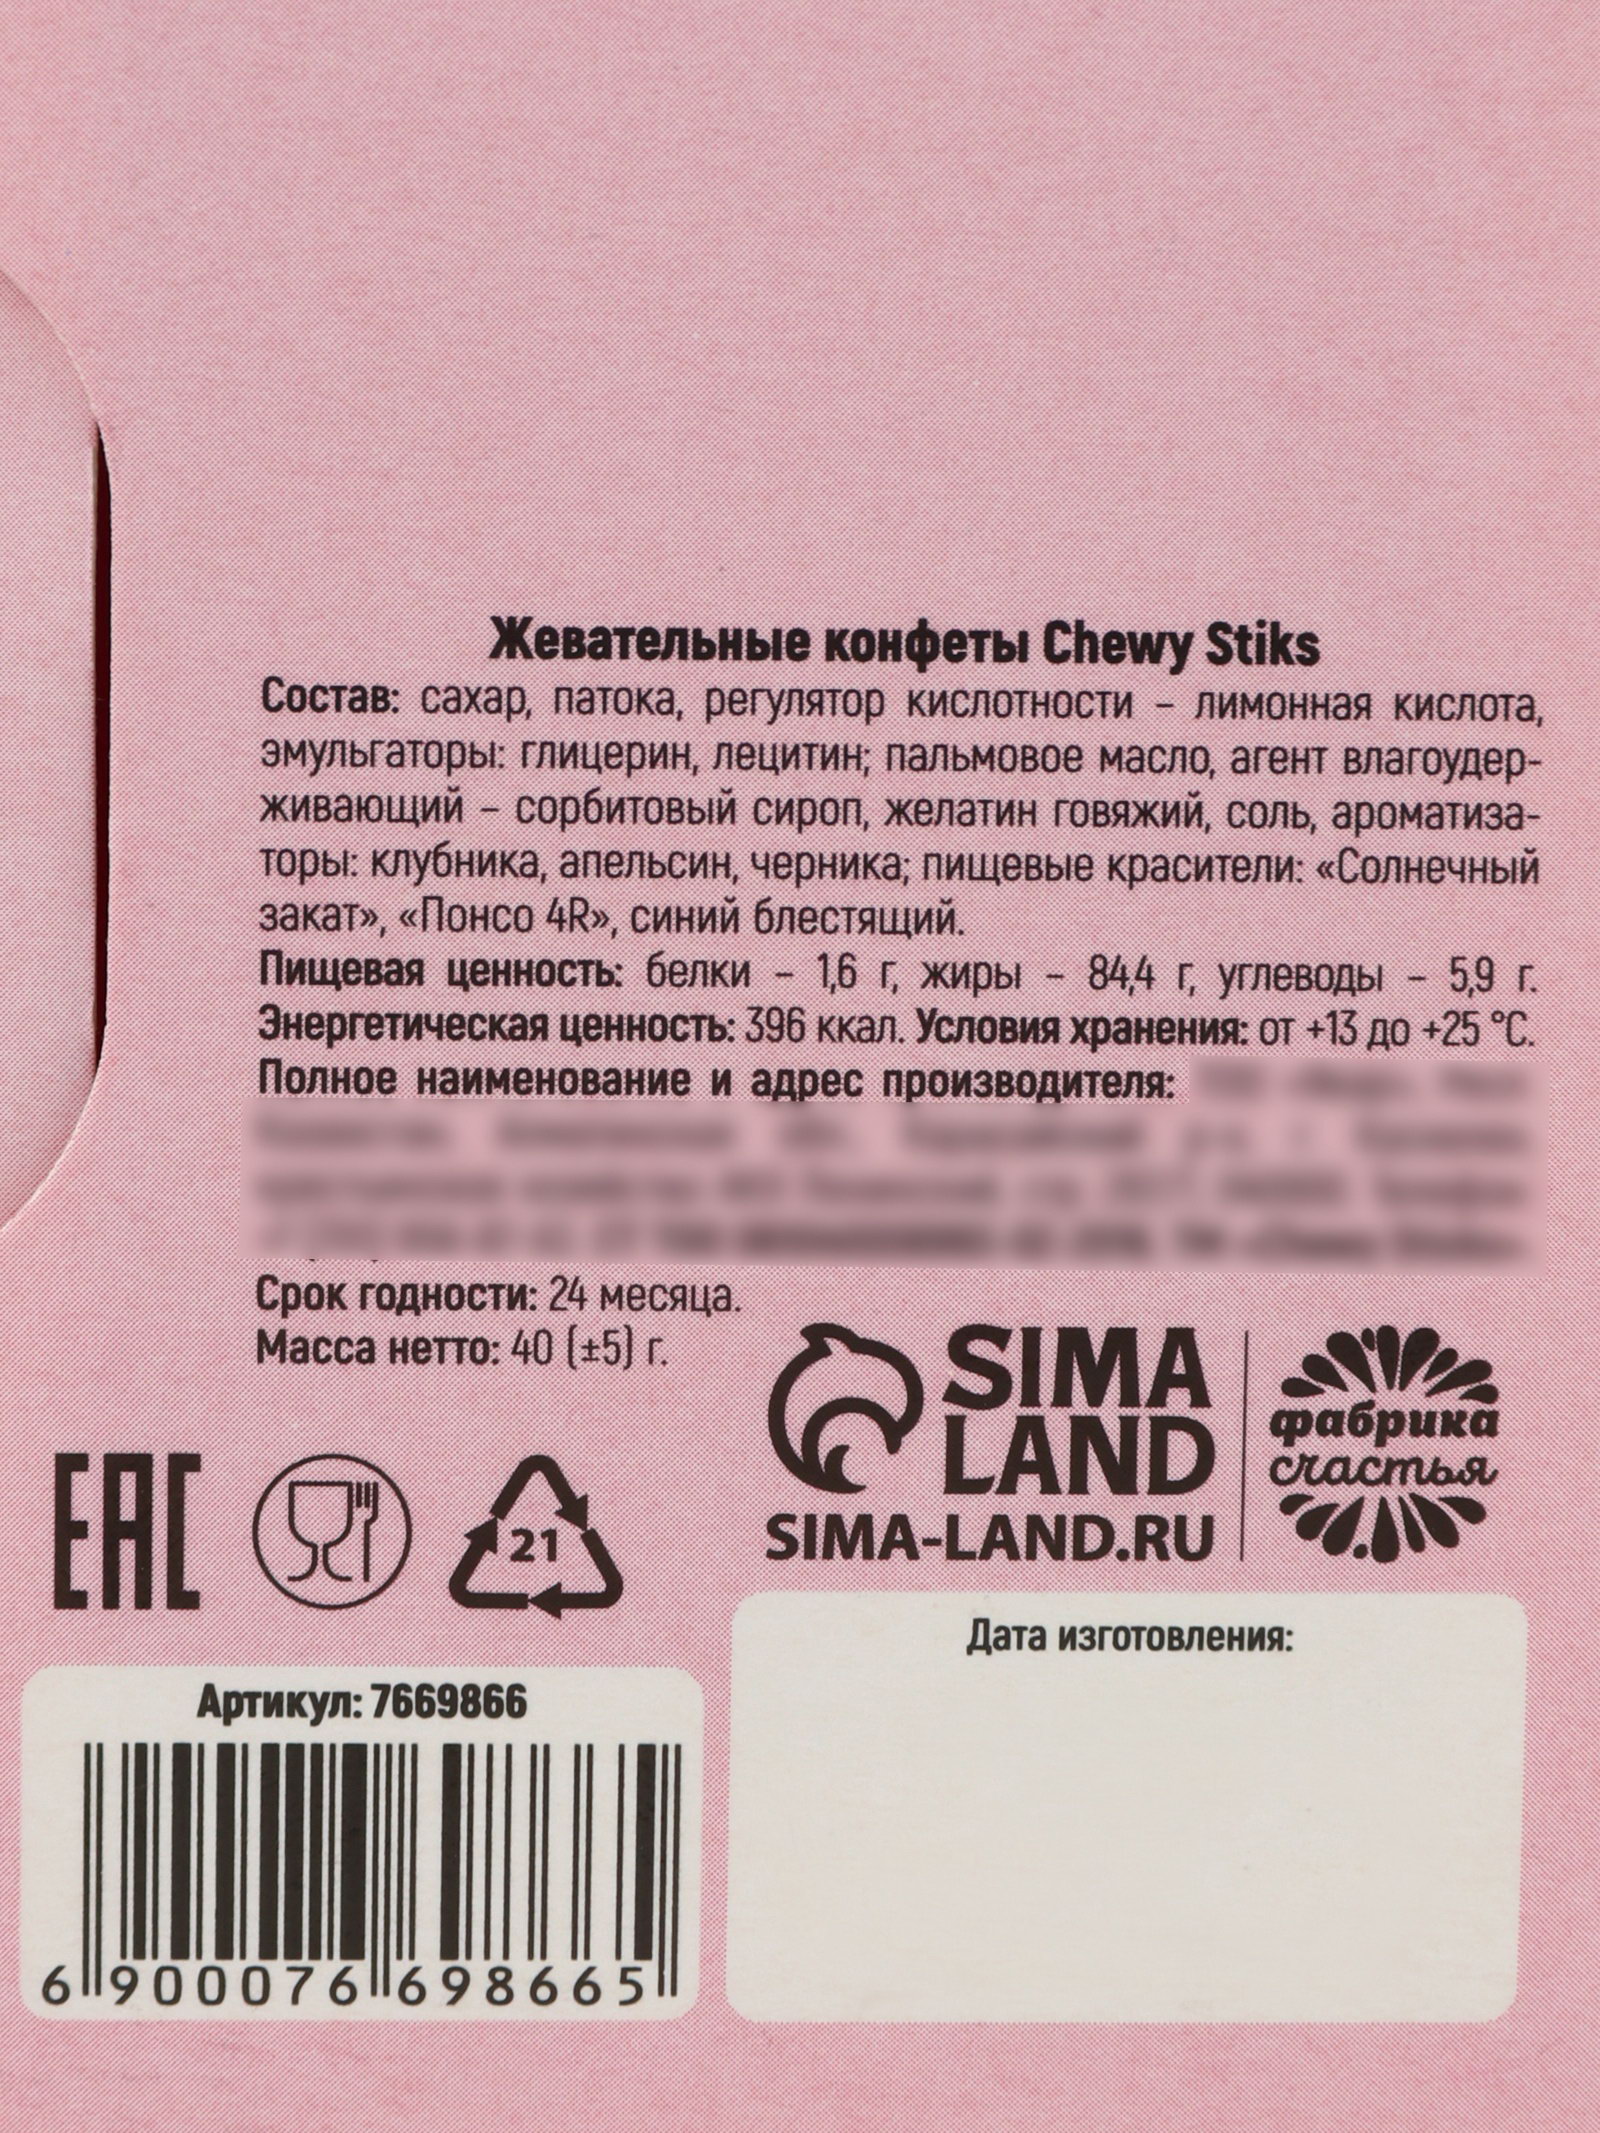 Жевательные конфеты Chewy Stiks
Состав: сахар, патока, регулятор кислотности – лимонная кислота,
эмульгаторы: глицерин, лецитин; пальмовое масло, агент влагоудер-
живающий – сорбитовый сироп, желатин говяжий, соль, ароматиза-
торы: клубника, апельсин, черника; пищевые красители: «Солнечный
закат», «Понсо 4R», синий блестящий.
Пищевая ценность: белки – 1,6 г, жиры – 84,4 г, углеводы – 5,9 г.
Энергетическая ценность: 396 ккал. Условия хранения: от +13 до +25 °C.
Полное наименование и адрес производителя:
Срок годности: 24 месяца.
Масса нетто: 40 (±5) г.
SIMA
LAND
SIMA-LAND.RU
фабрика
счастья
EAC
21
Дата изготовления:
Артикул: 7669866
6 900076 698665